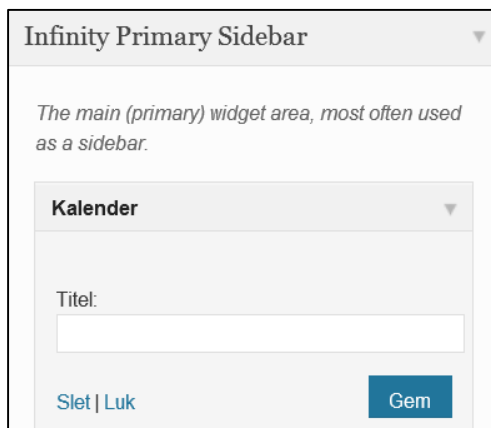 Infinity Primary Sidebar
The main (primary) widget area, most often used
as a sidebar.
Kalender
Titel:
Slet | Luk
Gem